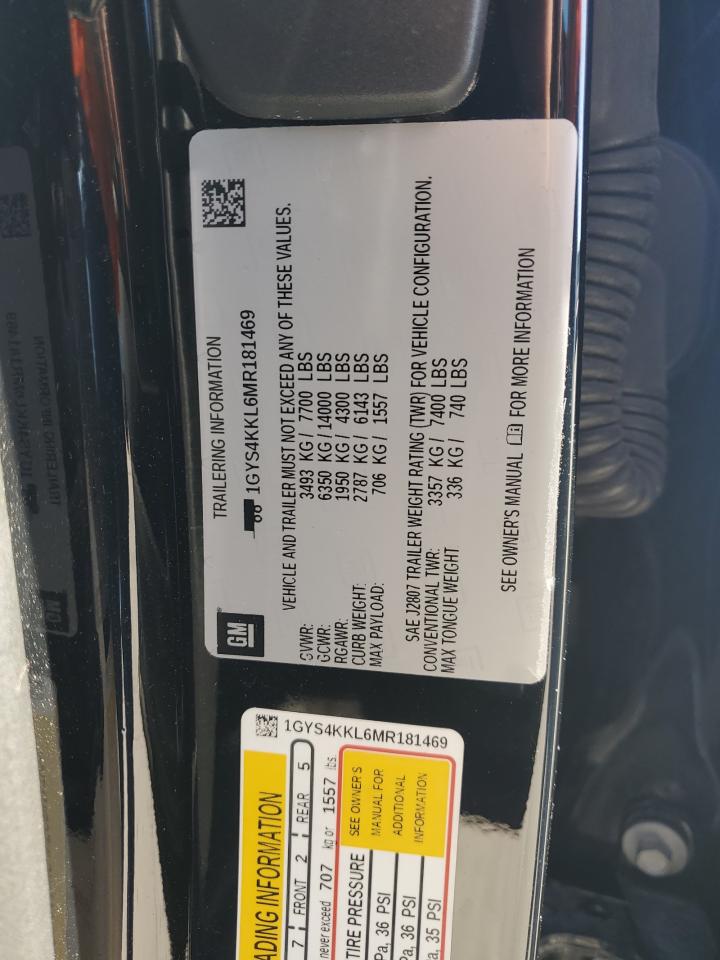 GM
TRAILERING INFORMATION
1GYS4KKL6MR181469
VEHICLE AND TRAILER MUST NOT EXCEED ANY OF THESE VALUES.
GVWR: 3493 KG / 7700 LBS
GCWR: 6350 KG / 14000 LBS
RGAWR: 1950 KG / 4300 LBS
CURB WEIGHT: 2787 KG / 6143 LBS
MAX PAYLOAD: 706 KG / 1557 LBS
SAE J2807 TRAILER WEIGHT RATING (TWR) FOR VEHICLE CONFIGURATION.
CONVENTIONAL TWR: 3357 KG / 7400 LBS
MAX TONGUE WEIGHT 336 KG / 740 LBS
SEE OWNER'S MANUAL FOR MORE INFORMATION
1GYS4KKL6MR181469
ADING INFORMATION
7 FRONT 2 REAR 5
never exceed 707 kg or 1557 lbs.
TIRE PRESSURE
Pa, 36 PSI
Pa, 36 PSI
a, 35 PSI
SEE OWNER'S
MANUAL FOR
ADDITIONAL
INFORMATION